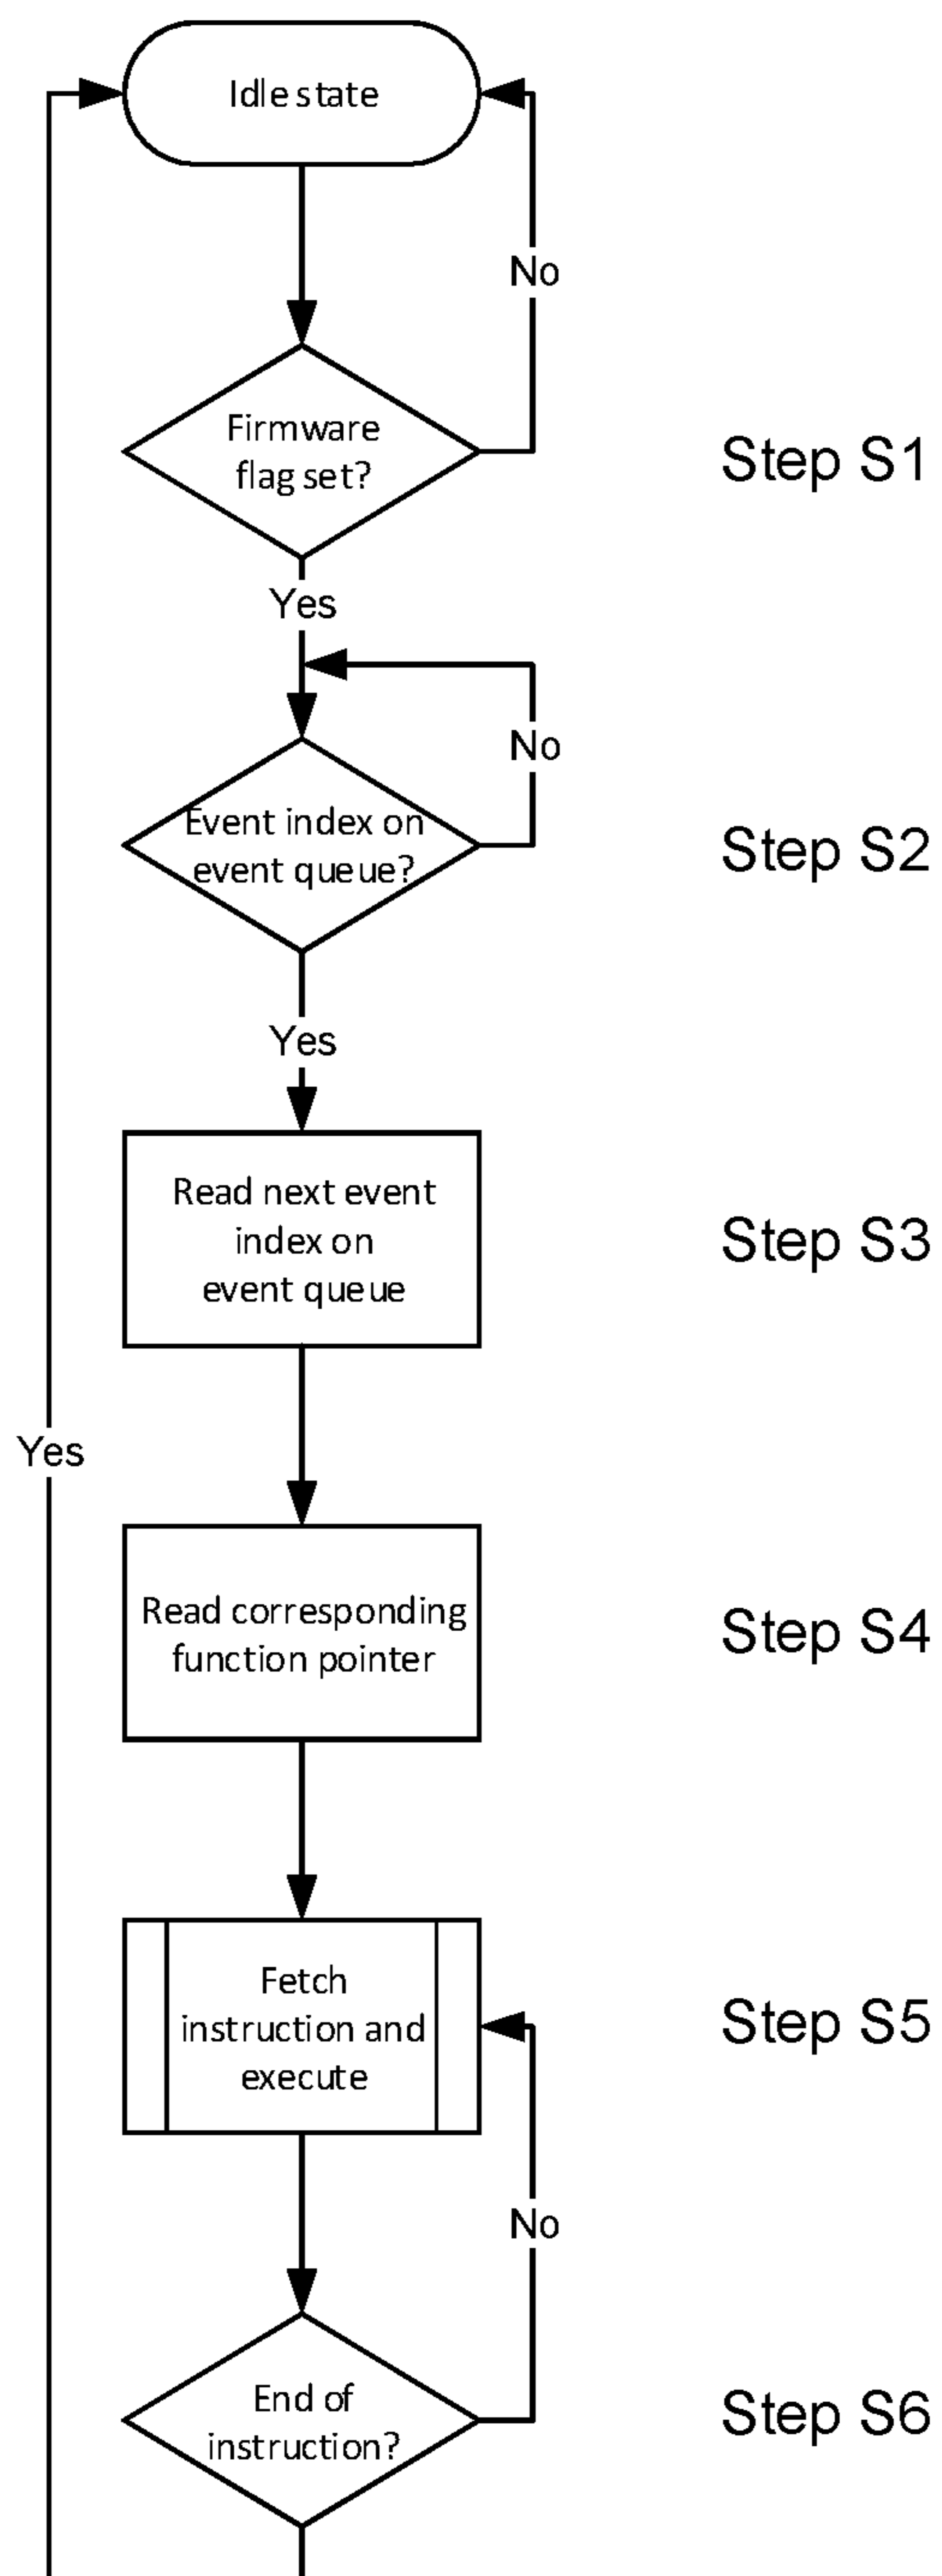 Idle state
No
Firmware
flag set?
Step S1
Yes
No
Event index on
event queue?
Step S2
Yes
Read next event
index on
event queue
Step S3
Yes
Read corresponding
function pointer
Step S4
Fetch
instruction and
execute
Step S5
No
End of
instruction?
Step S6